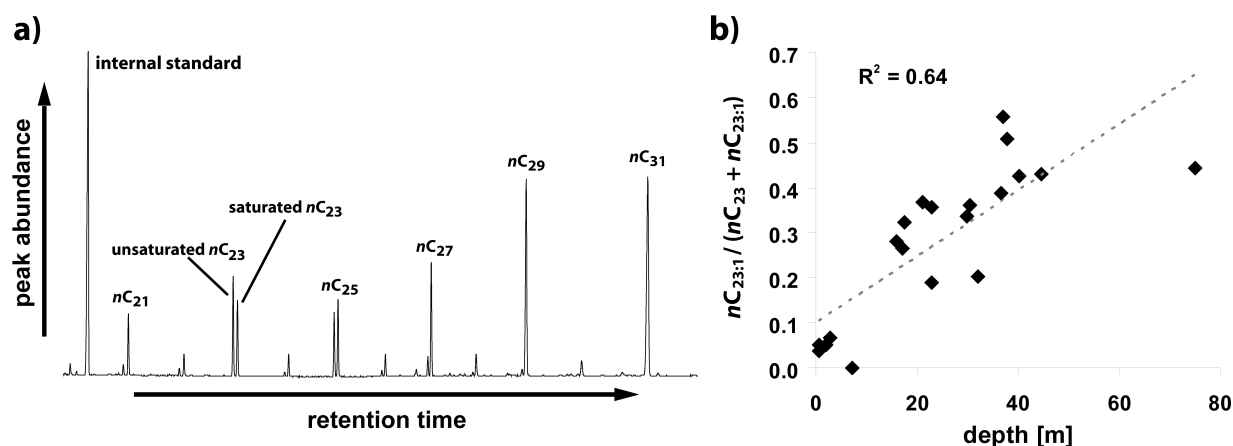 a)
internal standard
peak abundance
nC21
unsaturated nC23
saturated nC23
nC25
nC27
nC29
nC31
retention time
b)
R² = 0.64
nC23:1 / (nC23 + nC23:1)
0.7
0.6
0.5
0.4
0.3
0.2
0.1
0.0
0 20 40 60 80
depth [m]